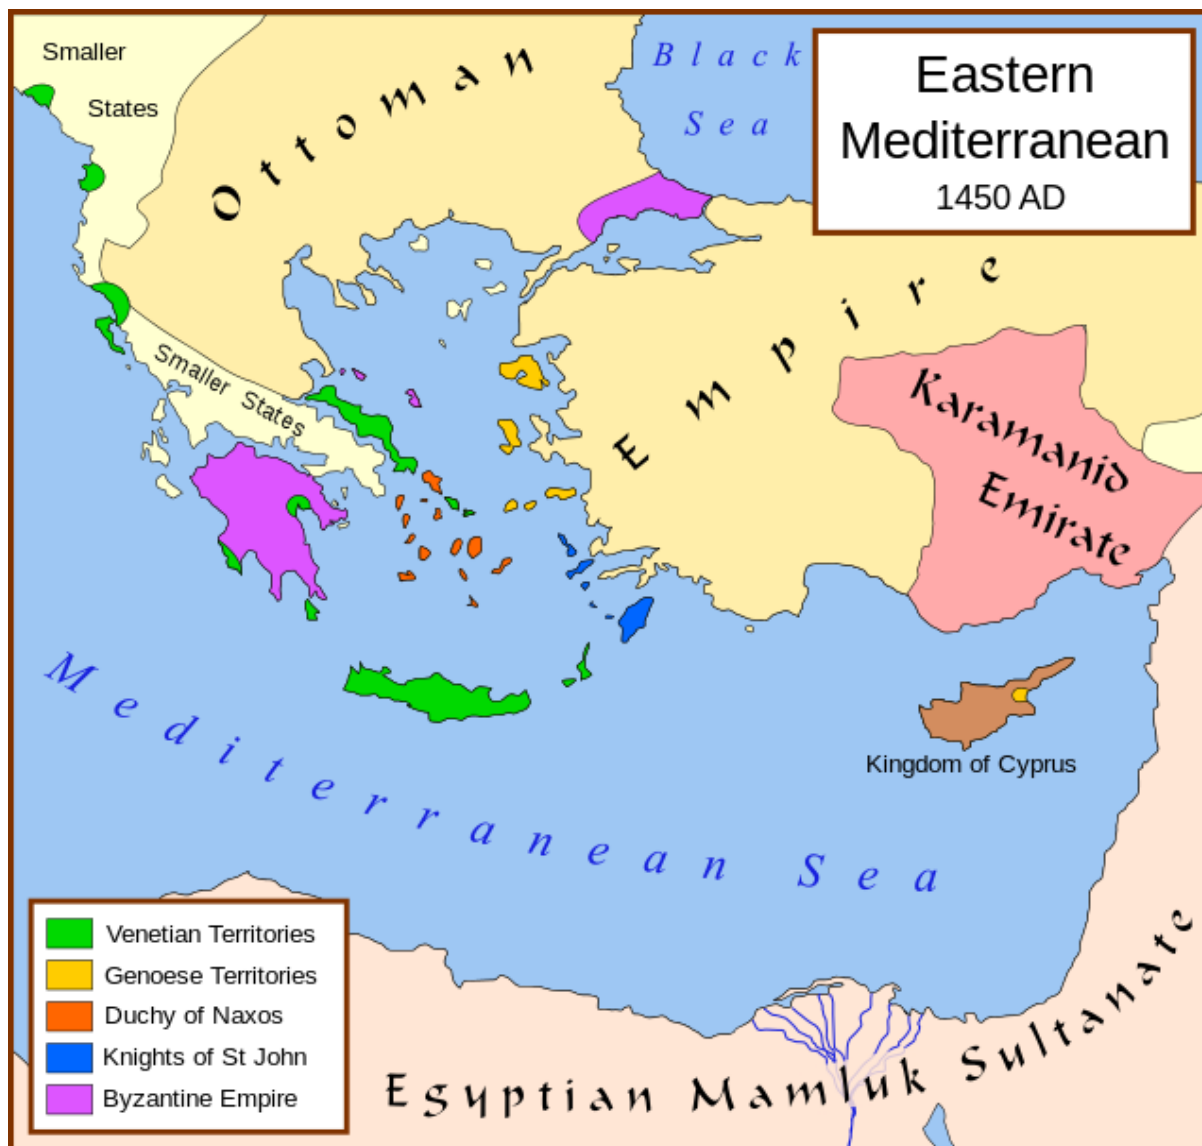 Smaller
States
Black
Sea
Eastern
Mediterranean
1450 AD
Ottoman
Empire
Smaller States
Karamanid
Emirate
Kingdom of Cyprus
Mediterranean Sea
Venetian Territories
Genoese Territories
Duchy of Naxos
Knights of St John
Byzantine Empire
Egyptian Mamluk Sultanate